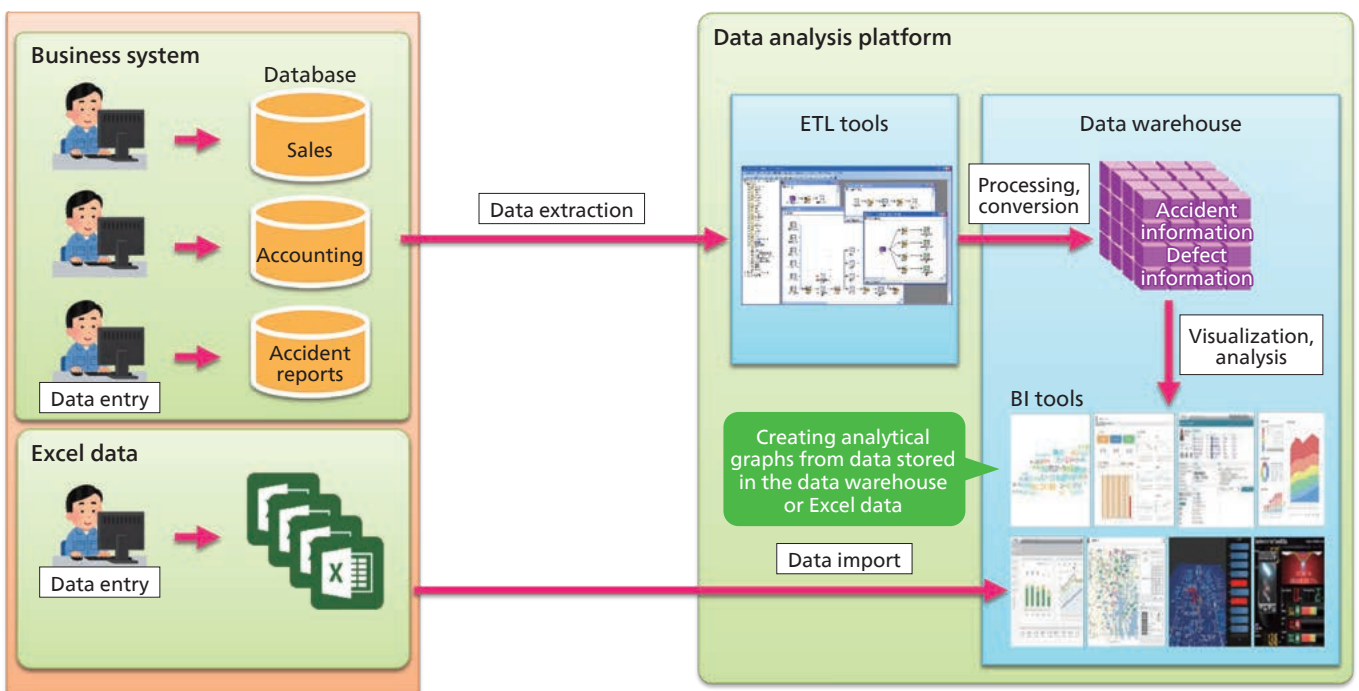 Business system
Database
Sales
Accounting
Accident
reports
Data entry
Excel data
Data entry
Data extraction
Data analysis platform
ETL tools
Processing,
conversion
Data warehouse
Accident
information
Defect
information
Visualization,
analysis
BI tools
Creating analytical
graphs from data stored
in the data warehouse
or Excel data
Data import
X